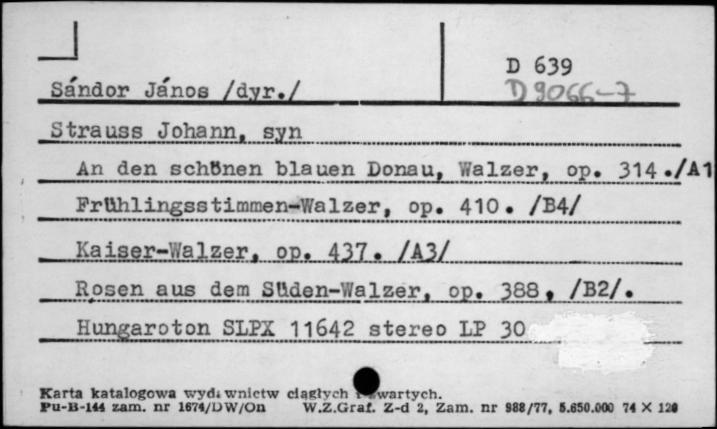 D 639
Sándor János /dyr./ D 9066-7
Strauss Johann, syn
An den schönen blauen Donau, Walzer, op. 314./A1
Frühlingsstimmen-Walzer, op. 410. /B4/
Kaiser-Walzer, op. 437. /A3/
Rosen aus dem Süden-Walzer, op. 388, /B2/.
Hungaroton SLPX 11642 stereo LP 30
Karta katalogowa wydawnictw ciągłych i zwartych.
Pu-B-144 zam. nr 1674/DW/On W.Z.Graf. Z-d 2, Zam. nr 988/77, 5.650.000 74 X 120